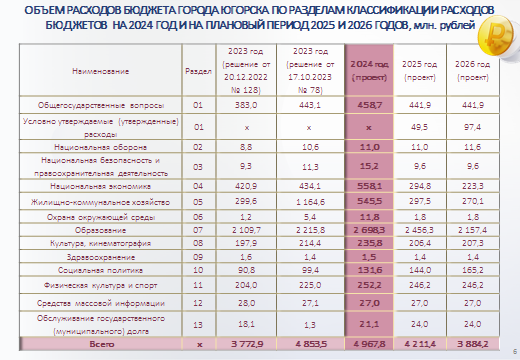 ОБЪЕМ РАСХОДОВ БЮДЖЕТА ГОРОДА ЮГОРСКА ПО РАЗДЕЛАМ КЛАССИФИКАЦИИ РАСХОДОВ
БЮДЖЕТОВ НА 2024 ГОД И НА ПЛАНОВЫЙ ПЕРИОД 2025 И 2026 ГОДОВ, млн. рублей
Наименование Раздел 2023 год (решение от 20.12.2022 № 128) 2023 год (решение от 17.10.2023 № 78) 2024 год (проект) 2025 год (проект) 2026 год (проект)
Общегосударственные вопросы 01 383,0 443,1 458,7 441,9 441,9
Условно утверждаемые (утвержденные) расходы 01 х х х 49,5 97,4
Национальная оборона 02 8,8 10,6 11,0 11,0 11,6
Национальная безопасность и правоохранительная деятельность 03 9,3 11,3 15,2 9,6 9,6
Национальная экономика 04 420,9 434,1 558,1 294,8 223,3
Жилищно-коммунальное хозяйство 05 299,6 1 164,6 545,5 297,5 270,1
Охрана окружающей среды 06 1,2 5,4 11,8 1,8 1,8
Образование 07 2 109,7 2 215,8 2 698,3 2 456,3 2 157,4
Культура, кинематография 08 197,9 214,4 235,8 206,4 207,3
Здравоохранение 09 1,6 1,4 1,5 1,4 1,4
Социальная политика 10 90,8 99,4 131,6 144,0 165,2
Физическая культура и спорт 11 204,0 225,0 252,2 246,2 246,2
Средства массовой информации 12 28,0 27,1 27,0 27,0 27,0
Обслуживание государственного (муниципального) долга 13 18,1 1,3 21,1 24,0 24,0
Всего х 3 772,9 4 853,5 4 967,8 4 211,4 3 884,2
6